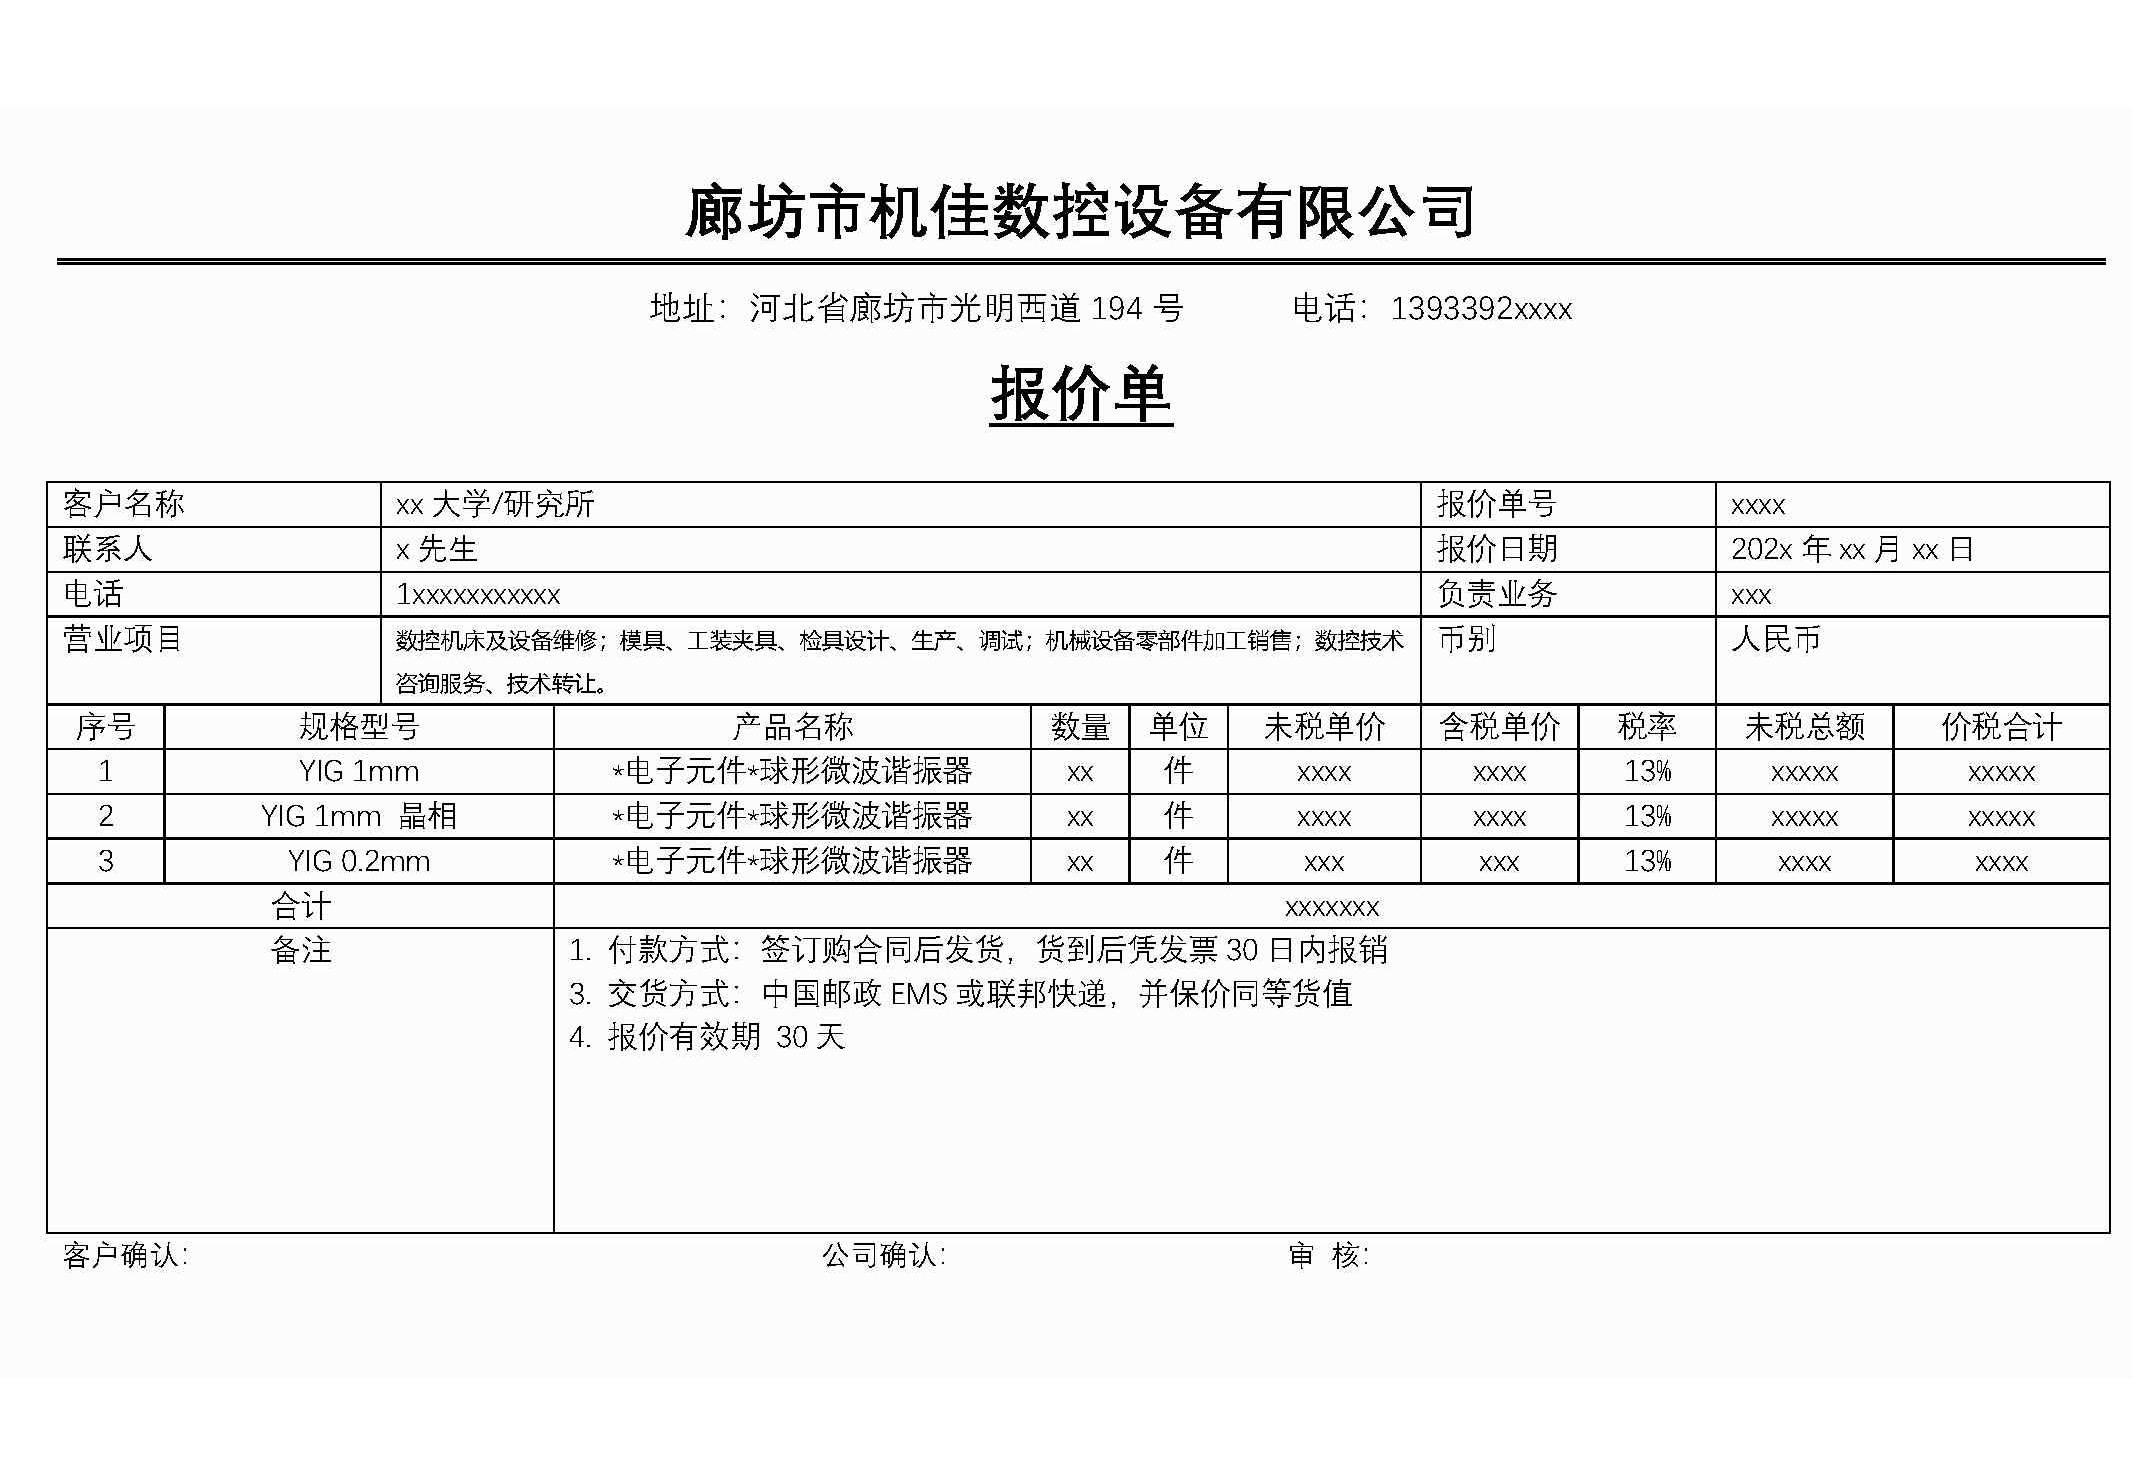 廊坊市机佳数控设备有限公司
地址：河北省廊坊市光明西道 194 号 电话：1393392xxxx
报价单
客户名称 xx 大学/研究所 报价单号 xxxx
联系人 x 先生 报价日期 202x 年 xx 月 xx 日
电话 1xxxxxxxxxxx 负责业务 xxx
营业项目 数控机床及设备维修；模具、工装夹具、检具设计、生产、调试；机械设备零部件加工销售；数控技术 币别 人民币
咨询服务、技术转让。
序号 规格型号 产品名称 数量 单位 未税单价 含税单价 税率 未税总额 价税合计
1 YIG 1mm *电子元件*球形微波谐振器 xx 件 xxxx xxxx 13% xxxxx xxxxx
2 YIG 1mm 晶相 *电子元件*球形微波谐振器 xx 件 xxxx xxxx 13% xxxxx xxxxx
3 YIG 0.2mm *电子元件*球形微波谐振器 xx 件 xxx xxx 13% xxxx xxxx
合计 xxxxxxx
备注 1. 付款方式：签订购合同后发货，货到后凭发票 30 日内报销
3. 交货方式：中国邮政 EMS 或联邦快递，并保价同等货值
4. 报价有效期 30 天
客户确认： 公司确认： 审 核：